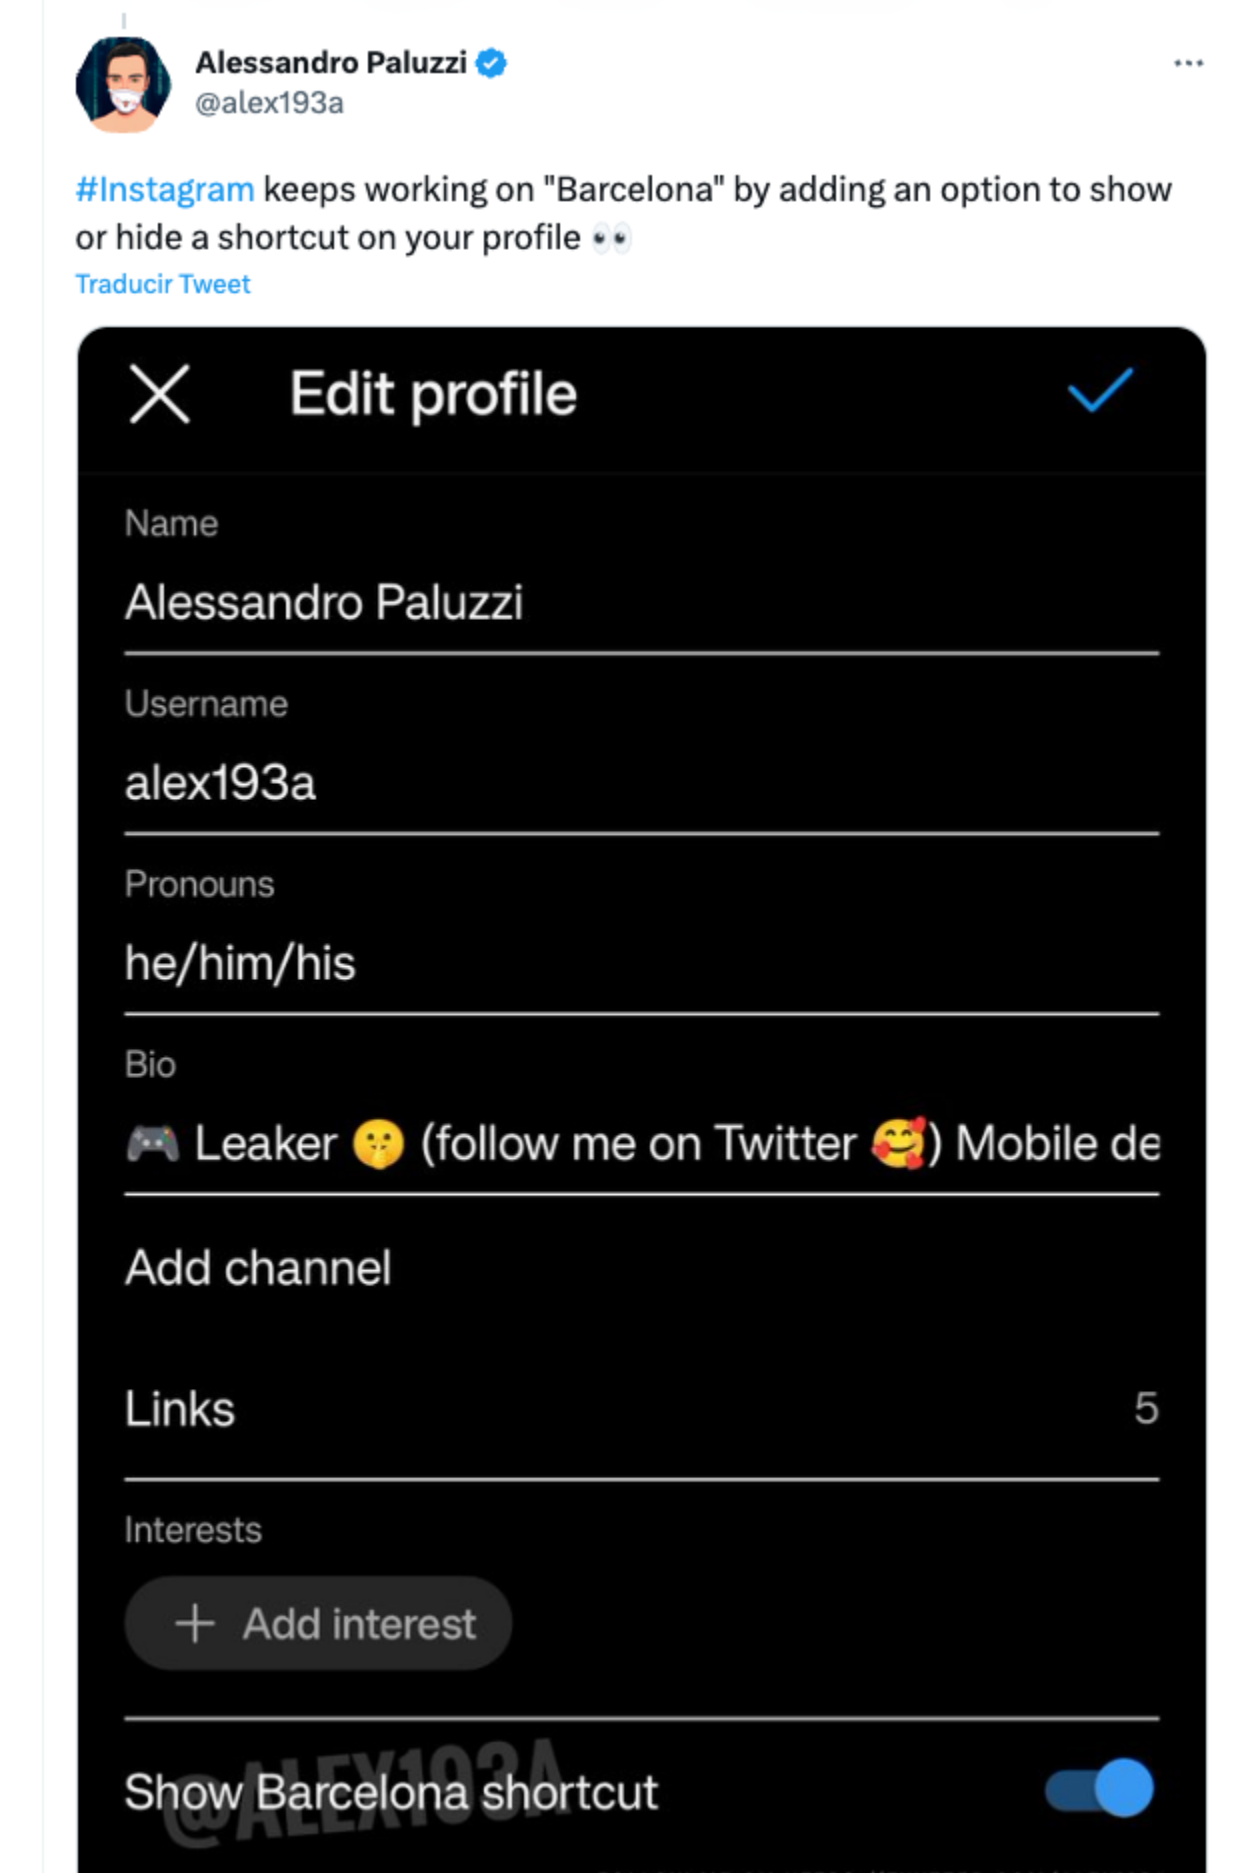 Alessandro Paluzzi
@alex193a
#Instagram keeps working on "Barcelona" by adding an option to show
or hide a shortcut on your profile 👀
Traducir Tweet
Edit profile
Name
Alessandro Paluzzi
Username
alex193a
Pronouns
he/him/his
Bio
🎮 Leaker 🤫 (follow me on Twitter 🥰) Mobile de
Add channel
Links 5
Interests
+ Add interest
Show Barcelona shortcut
@ALEX193A